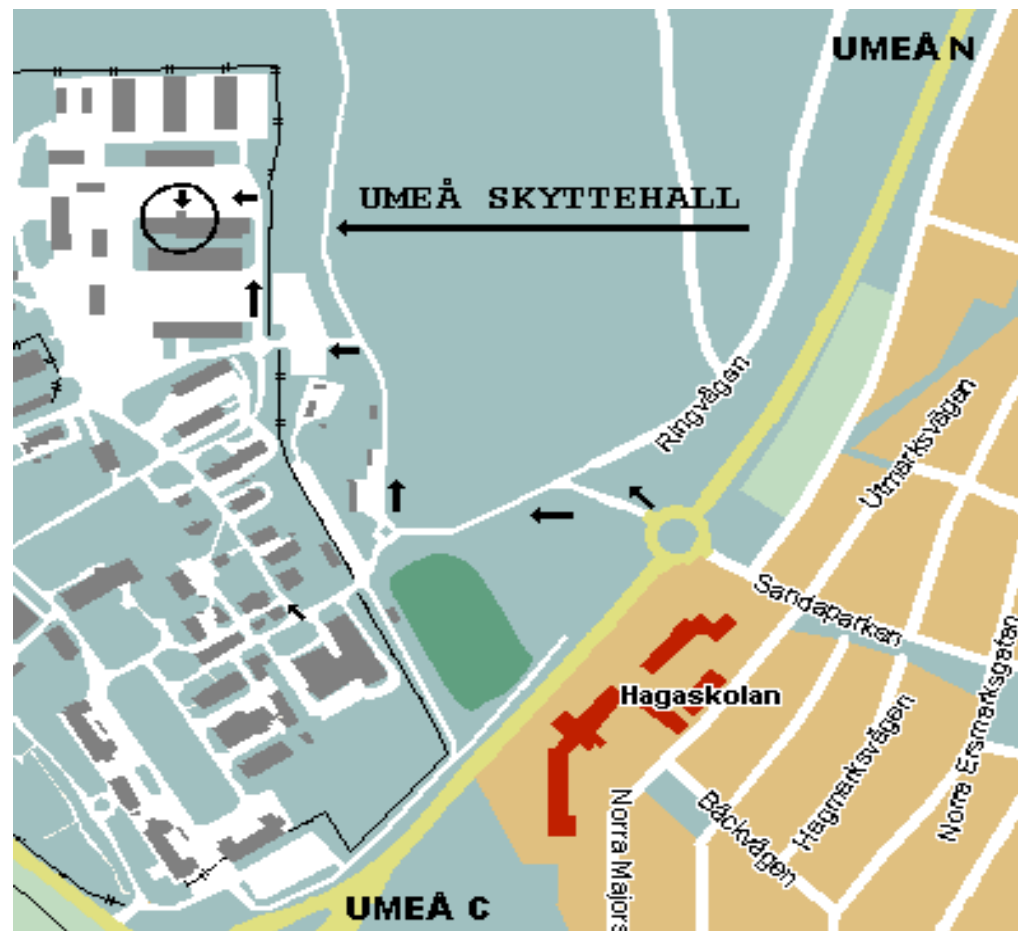 UMEÅ N
UMEÅ SKYTTEHALL
Ringvägen
Utmarksvägen
Sandaparken
Hagaskolan
Norra Ersmarksgatan
Hagmarksvägen
Bäckvägen
Norra Majors
UMEÅ C